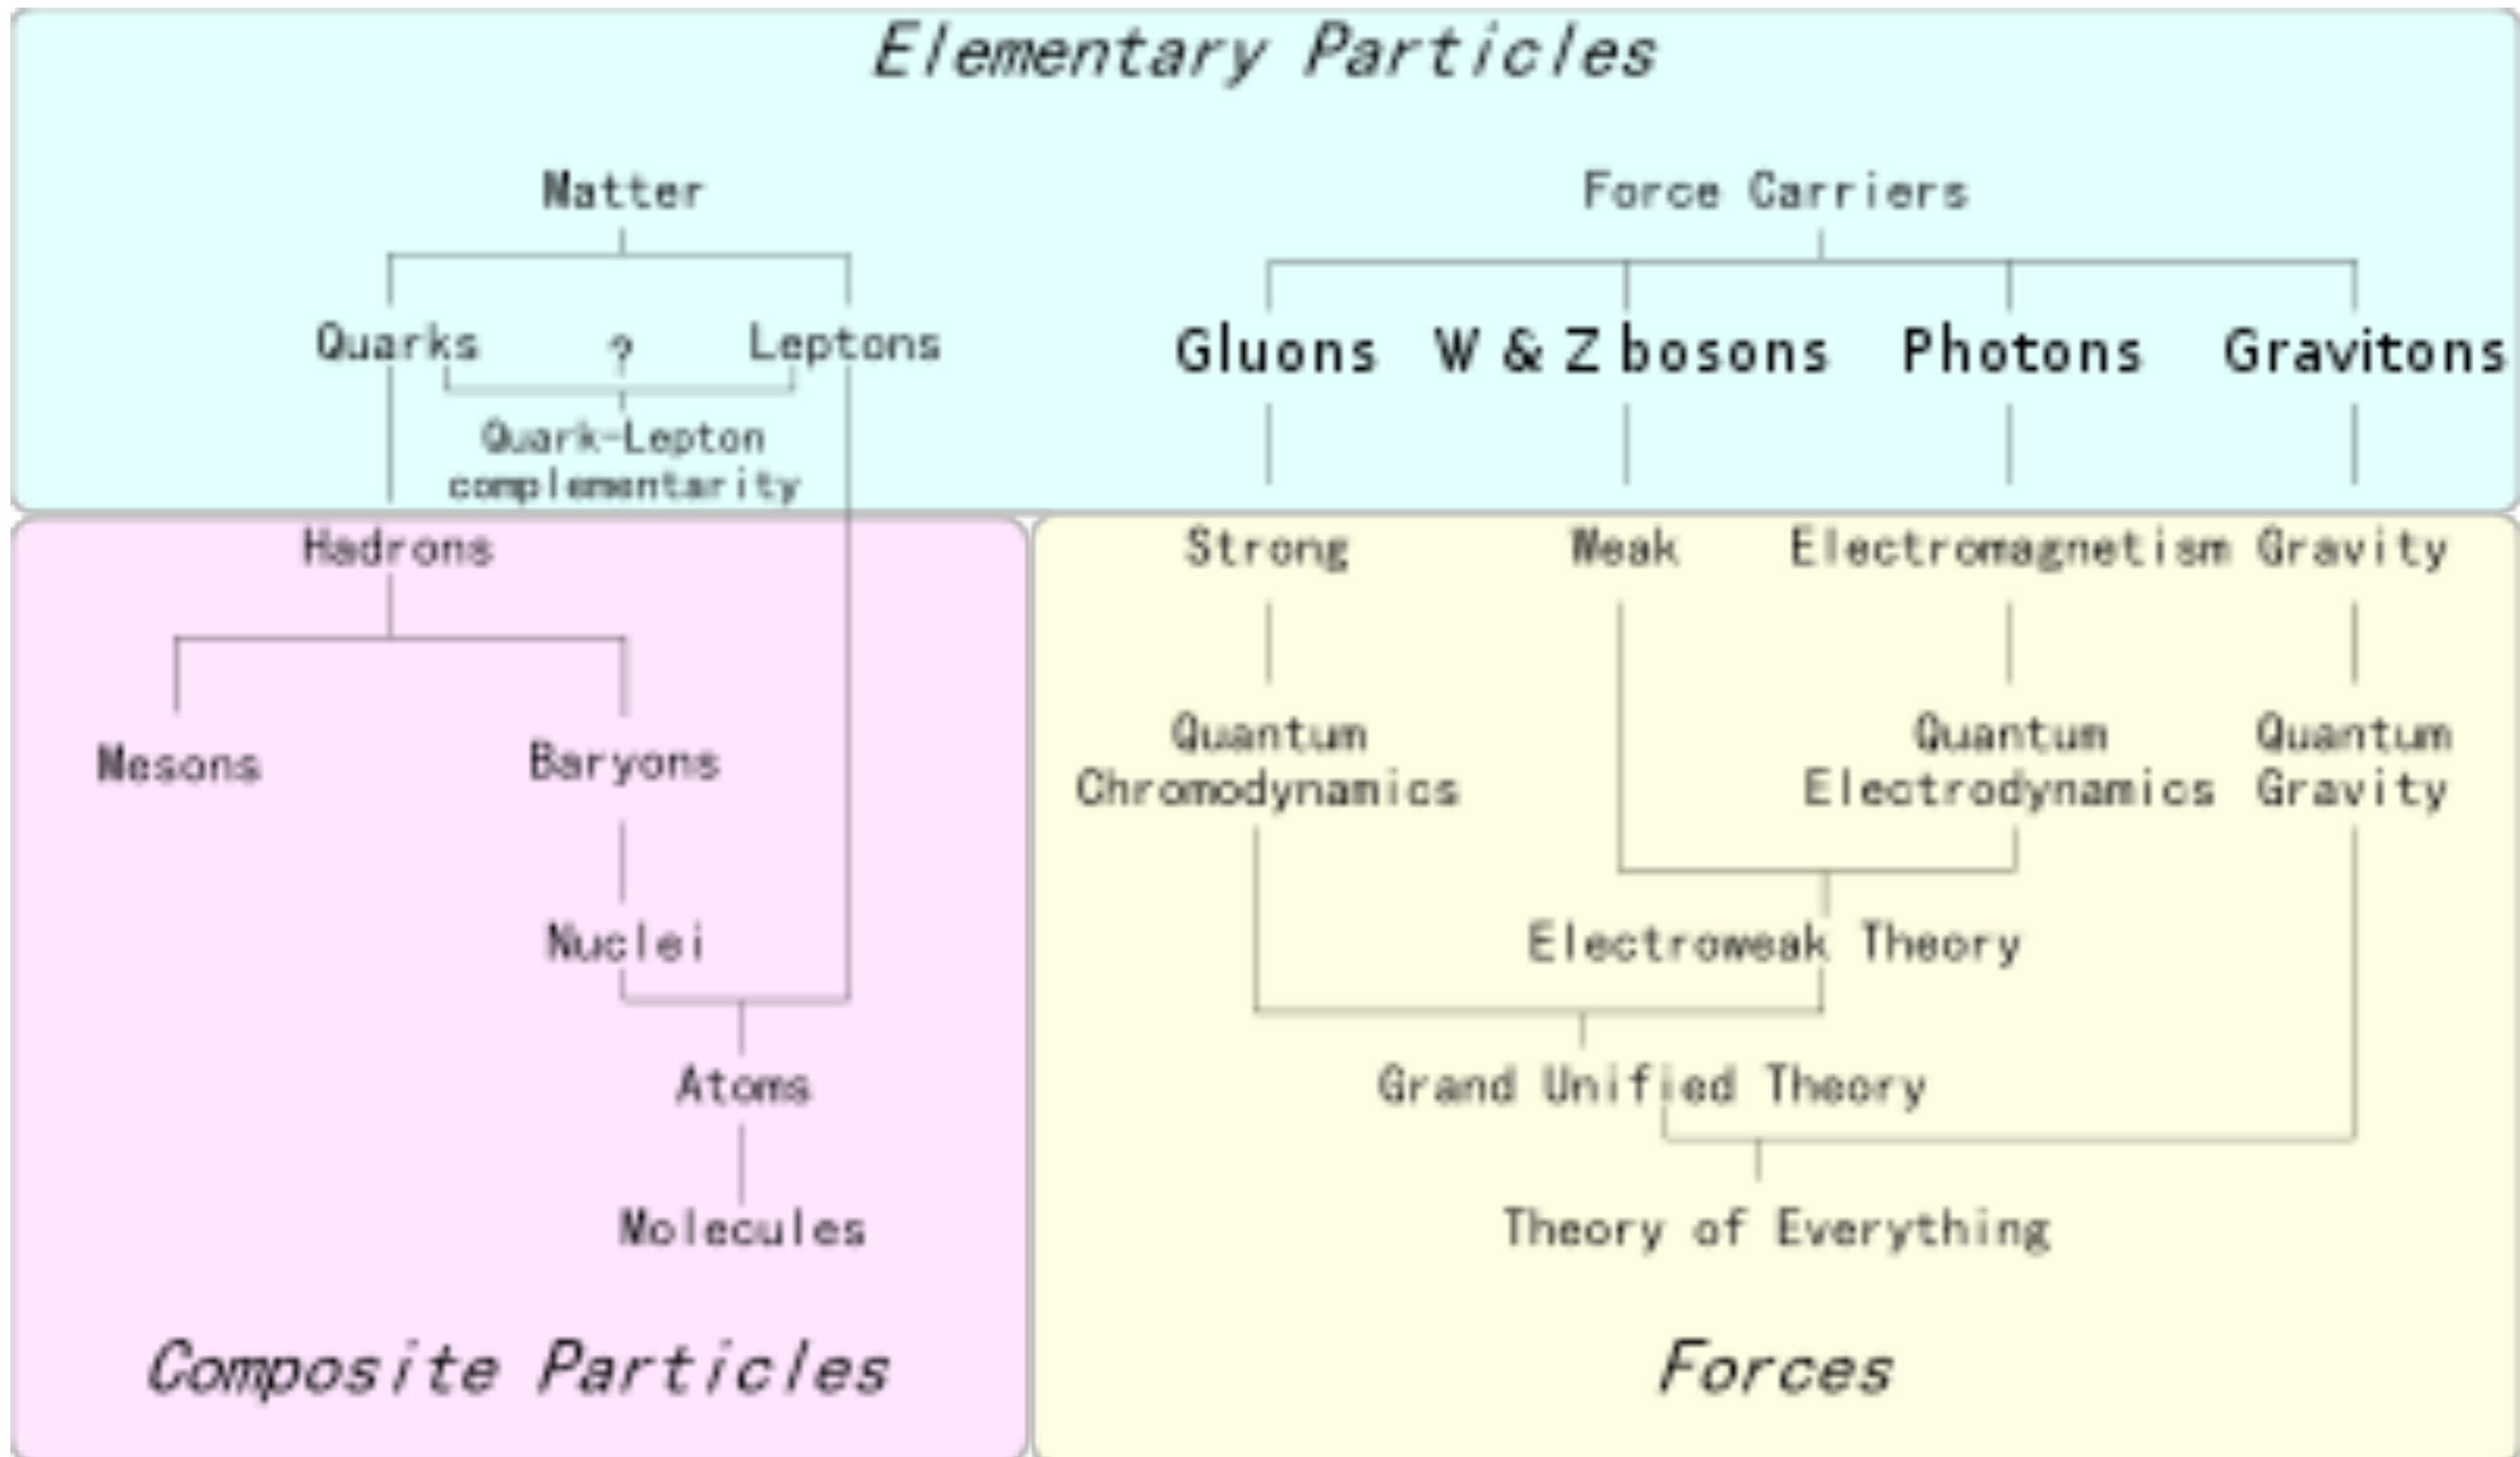 Elementary Particles
Matter
Force Carriers
Quarks ? Leptons
Gluons W & Z bosons Photons Gravitons
Quark-Lepton
complementarity
Hadrons
Strong Weak Electromagnetism Gravity
Mesons Baryons
Quantum
Chromodynamics
Quantum
Electrodynamics
Quantum
Gravity
Nuclei
Electroweak Theory
Atoms
Grand Unified Theory
Molecules
Theory of Everything
Composite Particles
Forces